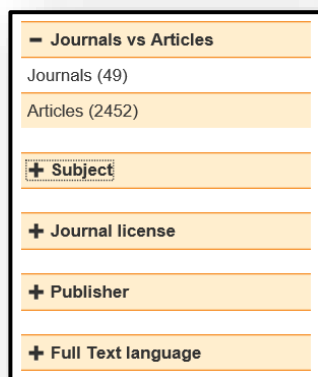 − Journals vs Articles
Journals (49)
Articles (2452)
+ Subject
+ Journal license
+ Publisher
+ Full Text language